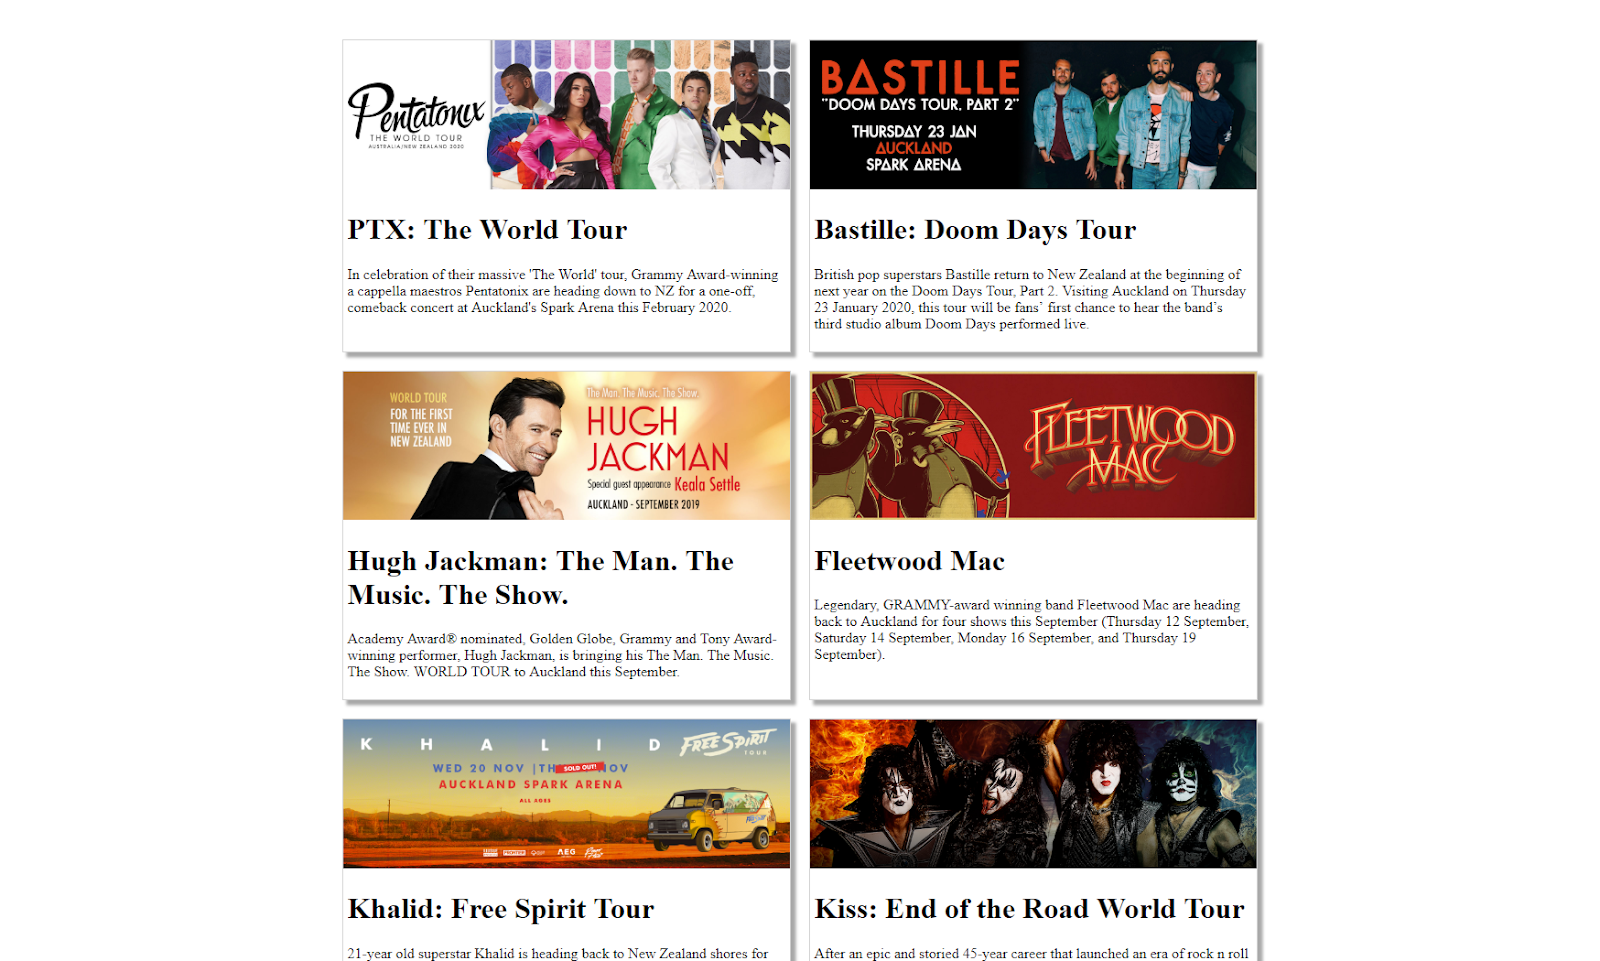 Pentatonix
THE WORLD TOUR
AUSTRALIA/NEW ZEALAND 2020
PTX: The World Tour
In celebration of their massive 'The World' tour, Grammy Award-winning
a cappella maestros Pentatonix are heading down to NZ for a one-off,
comeback concert at Auckland's Spark Arena this February 2020.
BASTILLE
"DOOM DAYS TOUR, PART 2"
THURSDAY 23 JAN
AUCKLAND
SPARK ARENA
Bastille: Doom Days Tour
British pop superstars Bastille return to New Zealand at the beginning of
next year on the Doom Days Tour, Part 2. Visiting Auckland on Thursday
23 January 2020, this tour will be fans’ first chance to hear the band’s
third studio album Doom Days performed live.
WORLD TOUR
FOR THE FIRST
TIME EVER IN
NEW ZEALAND
The Man. The Music. The Show.
HUGH
JACKMAN
Special guest appearance Keala Settle
AUCKLAND - SEPTEMBER 2019
Hugh Jackman: The Man. The
Music. The Show.
Academy Award® nominated, Golden Globe, Grammy and Tony Award-
winning performer, Hugh Jackman, is bringing his The Man. The Music.
The Show. WORLD TOUR to Auckland this September.
FLEETWOOD
MAC
Fleetwood Mac
Legendary, GRAMMY-award winning band Fleetwood Mac are heading
back to Auckland for four shows this September (Thursday 12 September,
Saturday 14 September, Monday 16 September, and Thursday 19
September).
KHALID
FREE SPIRIT
TOUR
WED 20 NOV | TH SOLD OUT! NOV
AUCKLAND SPARK ARENA
ALL AGES
FRONTIER AEG
Khalid: Free Spirit Tour
21-year old superstar Khalid is heading back to New Zealand shores for
Kiss: End of the Road World Tour
After an epic and storied 45-year career that launched an era of rock n roll